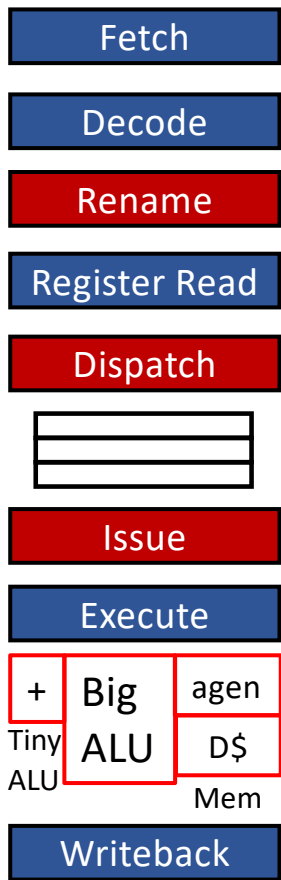 Fetch
Decode
Rename
Register Read
Dispatch
Issue
Execute
+
Big
ALU
agen
Tiny
ALU
D$
Mem
Writeback